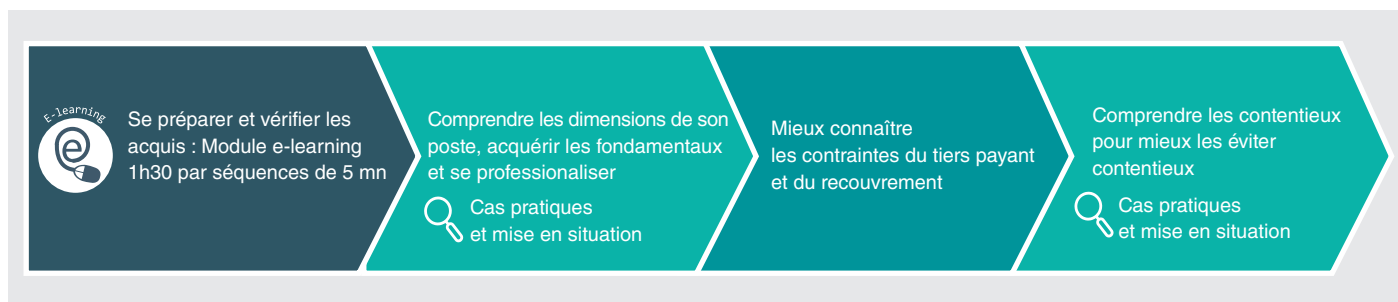 E-learning
Se préparer et vérifier les
acquis : Module e-learning
1h30 par séquences de 5 mn
Comprendre les dimensions de son
poste, acquérir les fondamentaux
et se professionaliser
Cas pratiques
et mise en situation
Mieux connaître
les contraintes du tiers payant
et du recouvrement
Comprendre les contentieux
pour mieux les éviter
contentieux
Cas pratiques
et mise en situation